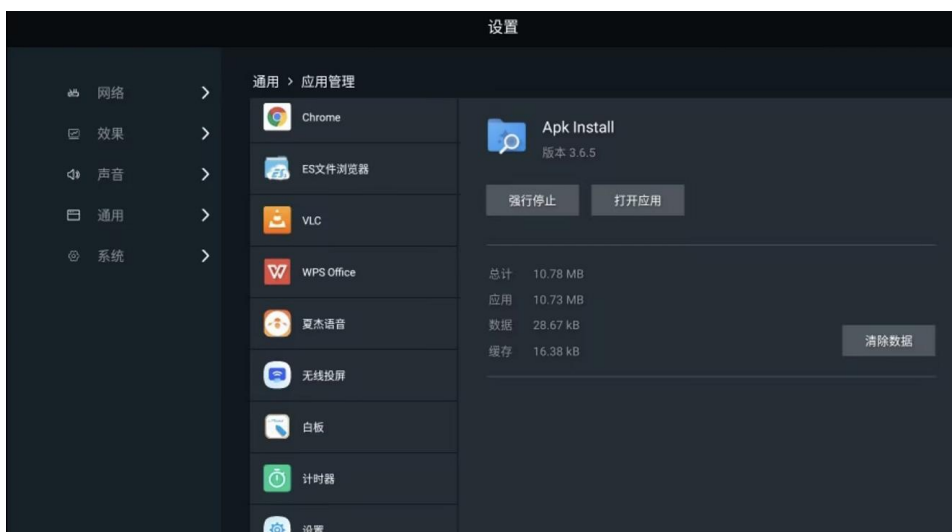 设置
网络
效果
声音
通用
系统
通用 > 应用管理
Chrome
ES文件浏览器
VLC
WPS Office
夏杰语音
无线投屏
白板
计时器
设置
Apk Install
版本 3.6.5
强行停止 打开应用
总计 10.78 MB
应用 10.73 MB
数据 28.67 kB
缓存 16.38 kB
清除数据